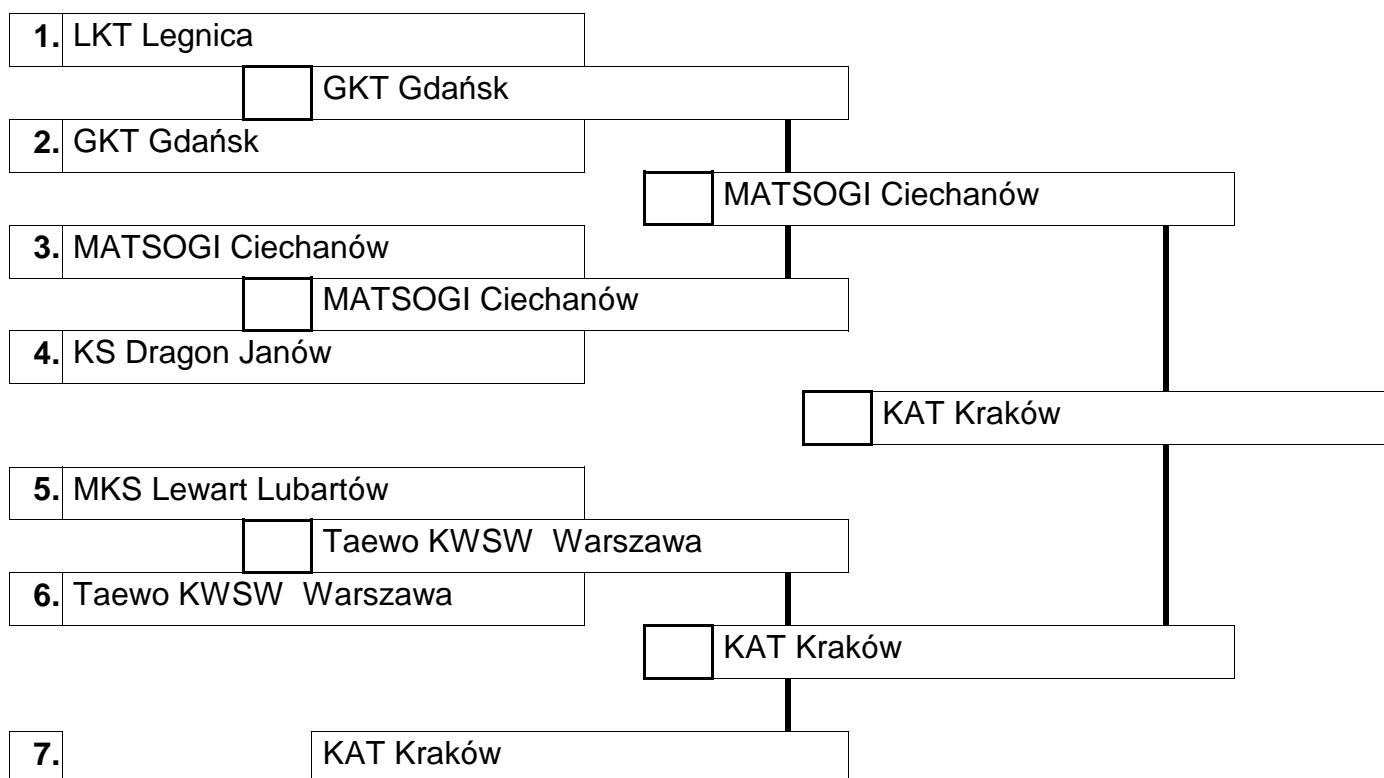 1. LKT Legnica
GKT Gdańsk
2. GKT Gdańsk
MATSOGI Ciechanów
3. MATSOGI Ciechanów
MATSOGI Ciechanów
4. KS Dragon Janów
KAT Kraków
5. MKS Lewart Lubartów
Taewo KWSW  Warszawa
6. Taewo KWSW  Warszawa
KAT Kraków
7. KAT Kraków